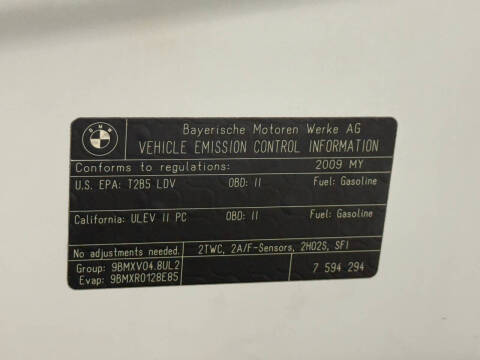 BMW
Bayerische Motoren Werke AG
VEHICLE EMISSION CONTROL INFORMATION
Conforms to regulations: 2009 MY
U.S. EPA: T2B5 LDV OBD: II Fuel: Gasoline
California: ULEV II PC OBD: II Fuel: Gasoline
No adjustments needed. 2TWC, 2A/F-Sensors, 2HO2S, SFI
Group: 9BMXV04.8UL2
Evap: 9BMXR0128E85 7 594 294